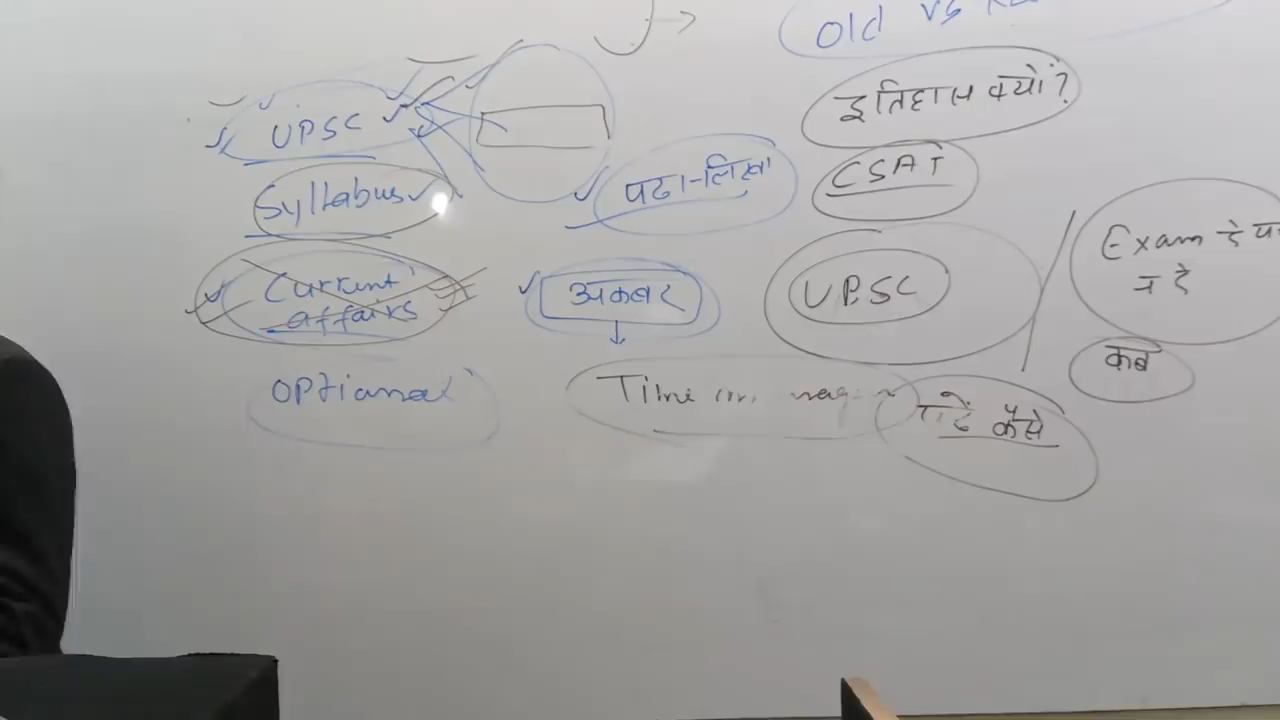 Old vs
इतिहास क्यों?
UPSC
CSAT
Syllabus
पढा-लिखा
Exam दे या
न दे
Current
affairs
अकबर
UPSC
कब
Optional
Time
कैसे